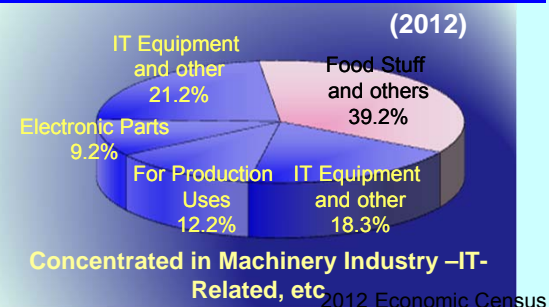 (2012)
IT Equipment
and other
21.2%
Food Stuff
and others
39.2%
Electronic Parts
9.2%
For Production
Uses
12.2%
IT Equipment
and other
18.3%
Concentrated in Machinery Industry –IT-
Related, etc
2012 Economic Census